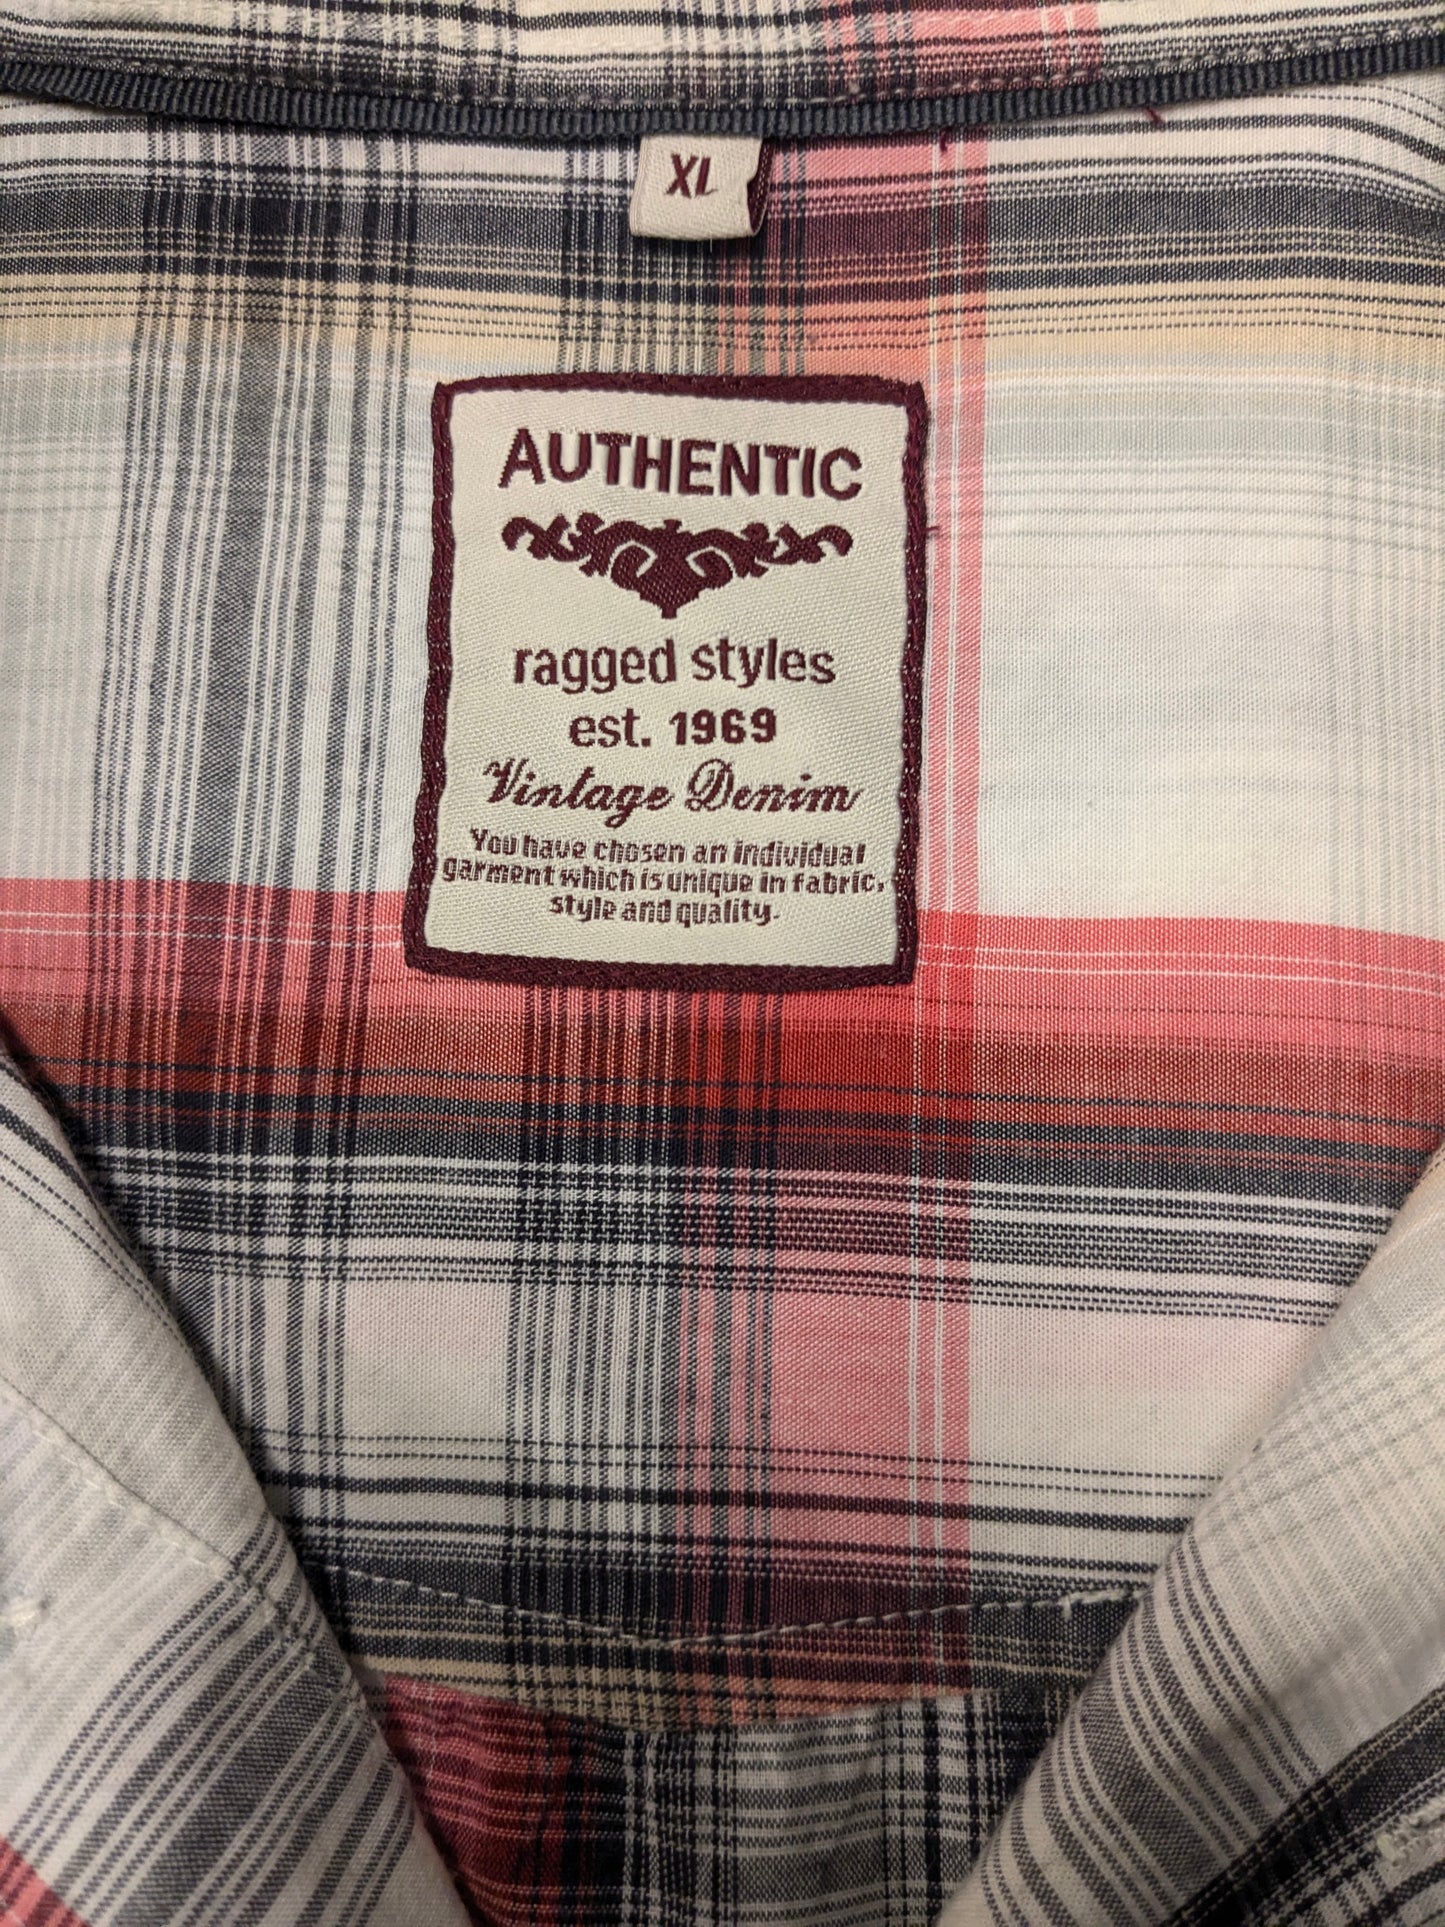 XL
AUTHENTIC
ragged styles
est. 1969
Vintage Denim
You have chosen an individual
garment which is unique in fabric,
style and quality.